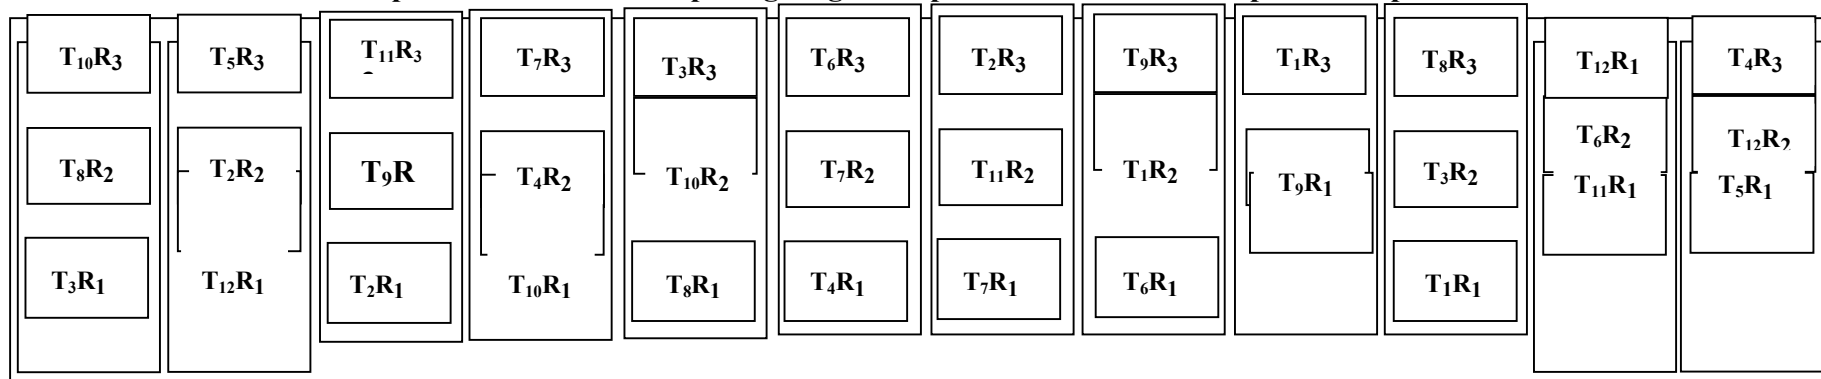 T₁₀R₃ T₅R₃ T₁₁R₃ T₇R₃ T₃R₃ T₆R₃ T₂R₃ T₉R₃ T₁R₃ T₈R₃ T₁₂R₁ T₄R₃
T₈R₂ T₂R₂ T₉R T₄R₂ T₁₀R₂ T₇R₂ T₁₁R₂ T₁R₂ T₉R₁ T₃R₂ T₆R₂ T₁₂R₂
T₁₁R₁ T₅R₁
T₃R₁ T₁₂R₁ T₂R₁ T₁₀R₁ T₈R₁ T₄R₁ T₇R₁ T₆R₁ T₁R₁